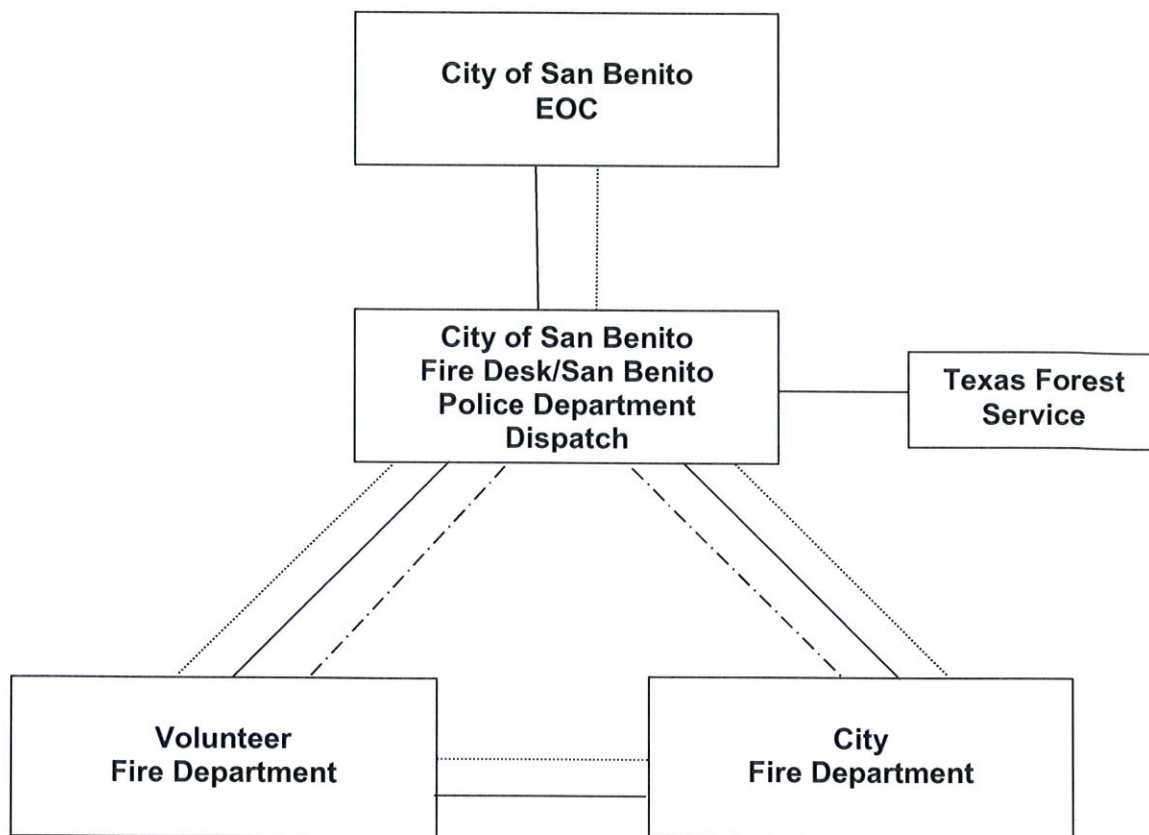 City of San Benito
EOC
City of San Benito
Fire Desk/San Benito
Police Department
Dispatch
Texas Forest
Service
Volunteer
Fire Department
City
Fire Department